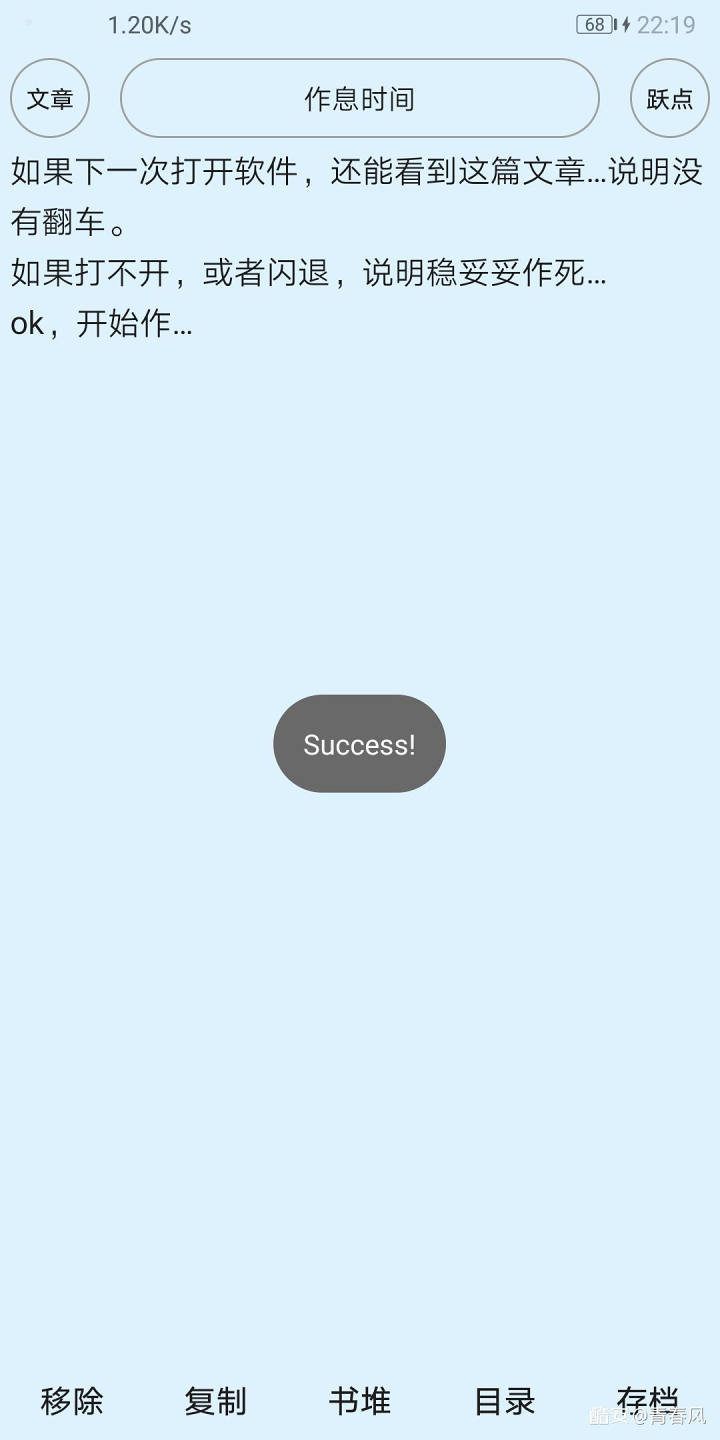 1.20K/s 68 22:19
文章 作息时间 跃点
如果下一次打开软件，还能看到这篇文章...说明没
有翻车。
如果打不开，或者闪退，说明稳妥妥作死...
ok，开始作...
Success!
移除 复制 书堆 目录 存档
@青春风